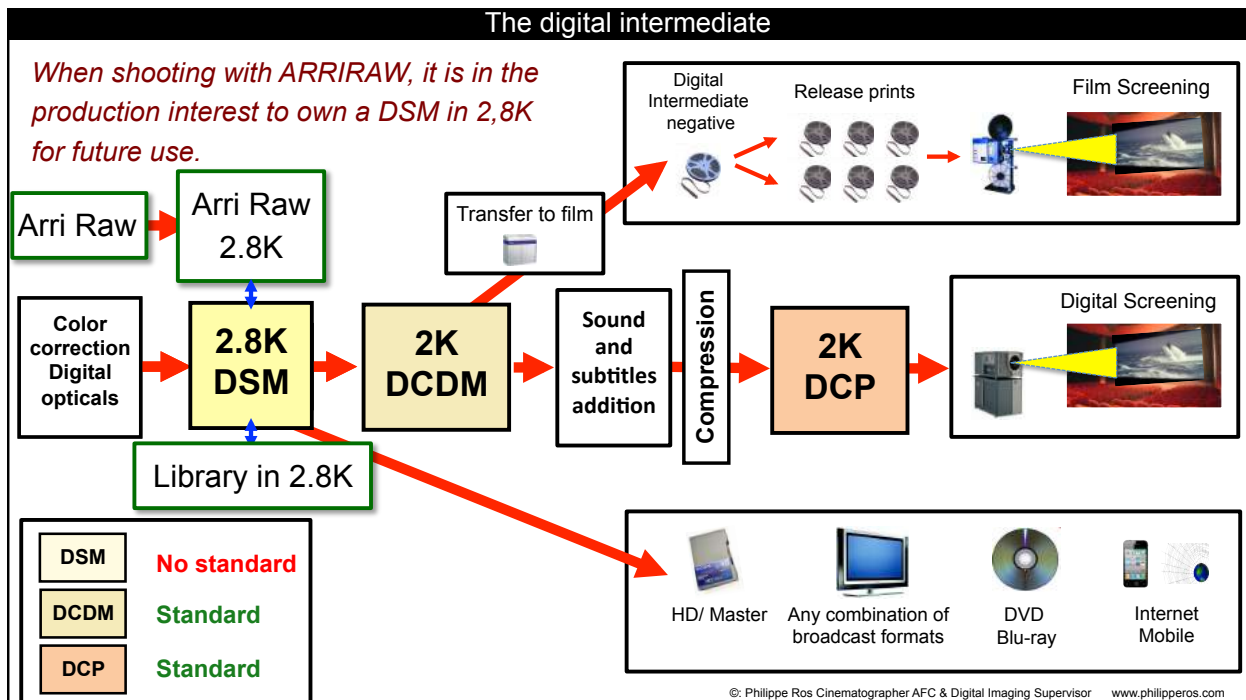 The digital intermediate
When shooting with ARRIRAW, it is in the
production interest to own a DSM in 2,8K
for future use.
Digital
Intermediate
negative
Release prints
Film Screening
Arri Raw
Arri Raw
2.8K
Transfer to film
Color
correction
Digital
opticals
2.8K
DSM
2K
DCDM
Sound
and
subtitles
addition
Compression
2K
DCP
Digital Screening
Library in 2.8K
DSM
No standard
DCDM
Standard
DCP
Standard
HD/ Master
Any combination of
broadcast formats
DVD
Blu-ray
Internet
Mobile
©: Philippe Ros Cinematographer AFC & Digital Imaging Supervisor www.philipperos.com